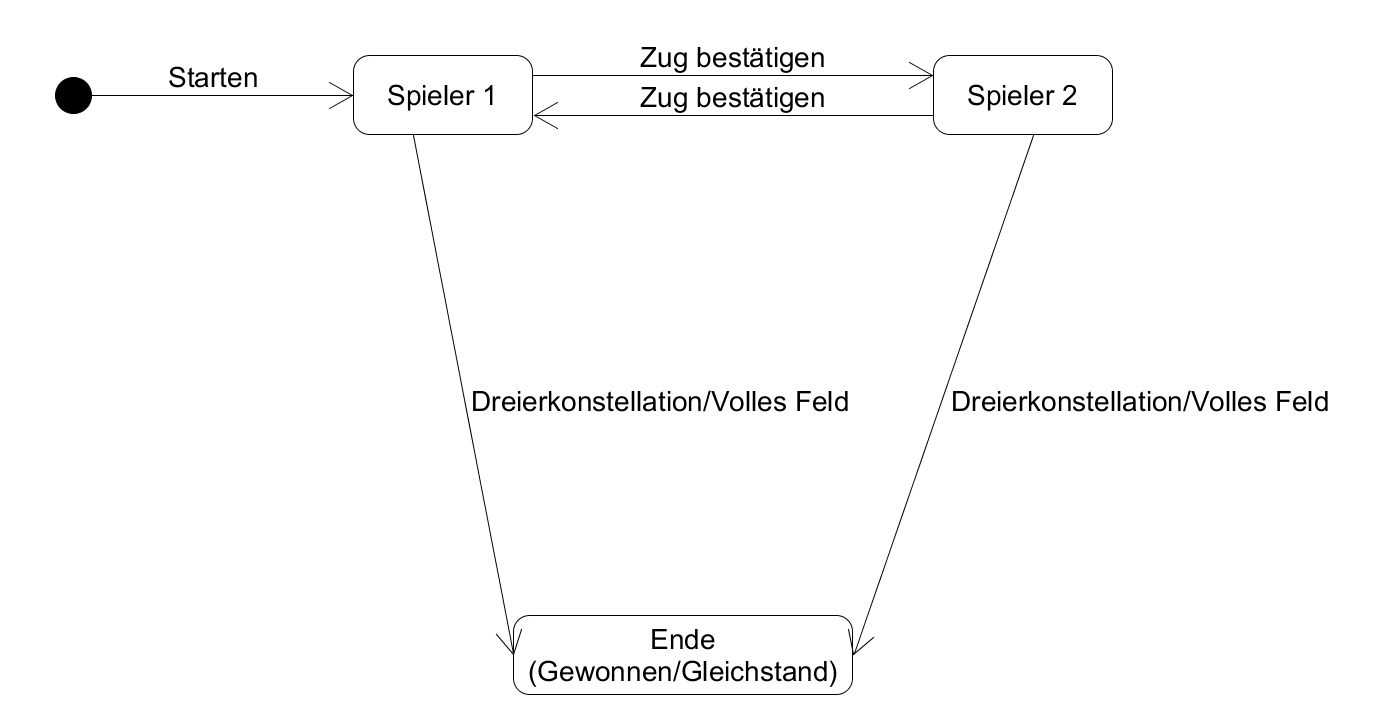 Starten
Spieler 1
Zug bestätigen
Zug bestätigen
Spieler 2
Dreierkonstellation/Volles Feld
Dreierkonstellation/Volles Feld
Ende
(Gewonnen/Gleichstand)